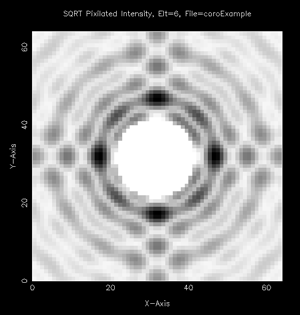 SQRT Pixilated Intensity, Elt=6, File=coroExample
60
40
Y-Axis
20
0
0 20 40 60
X-Axis